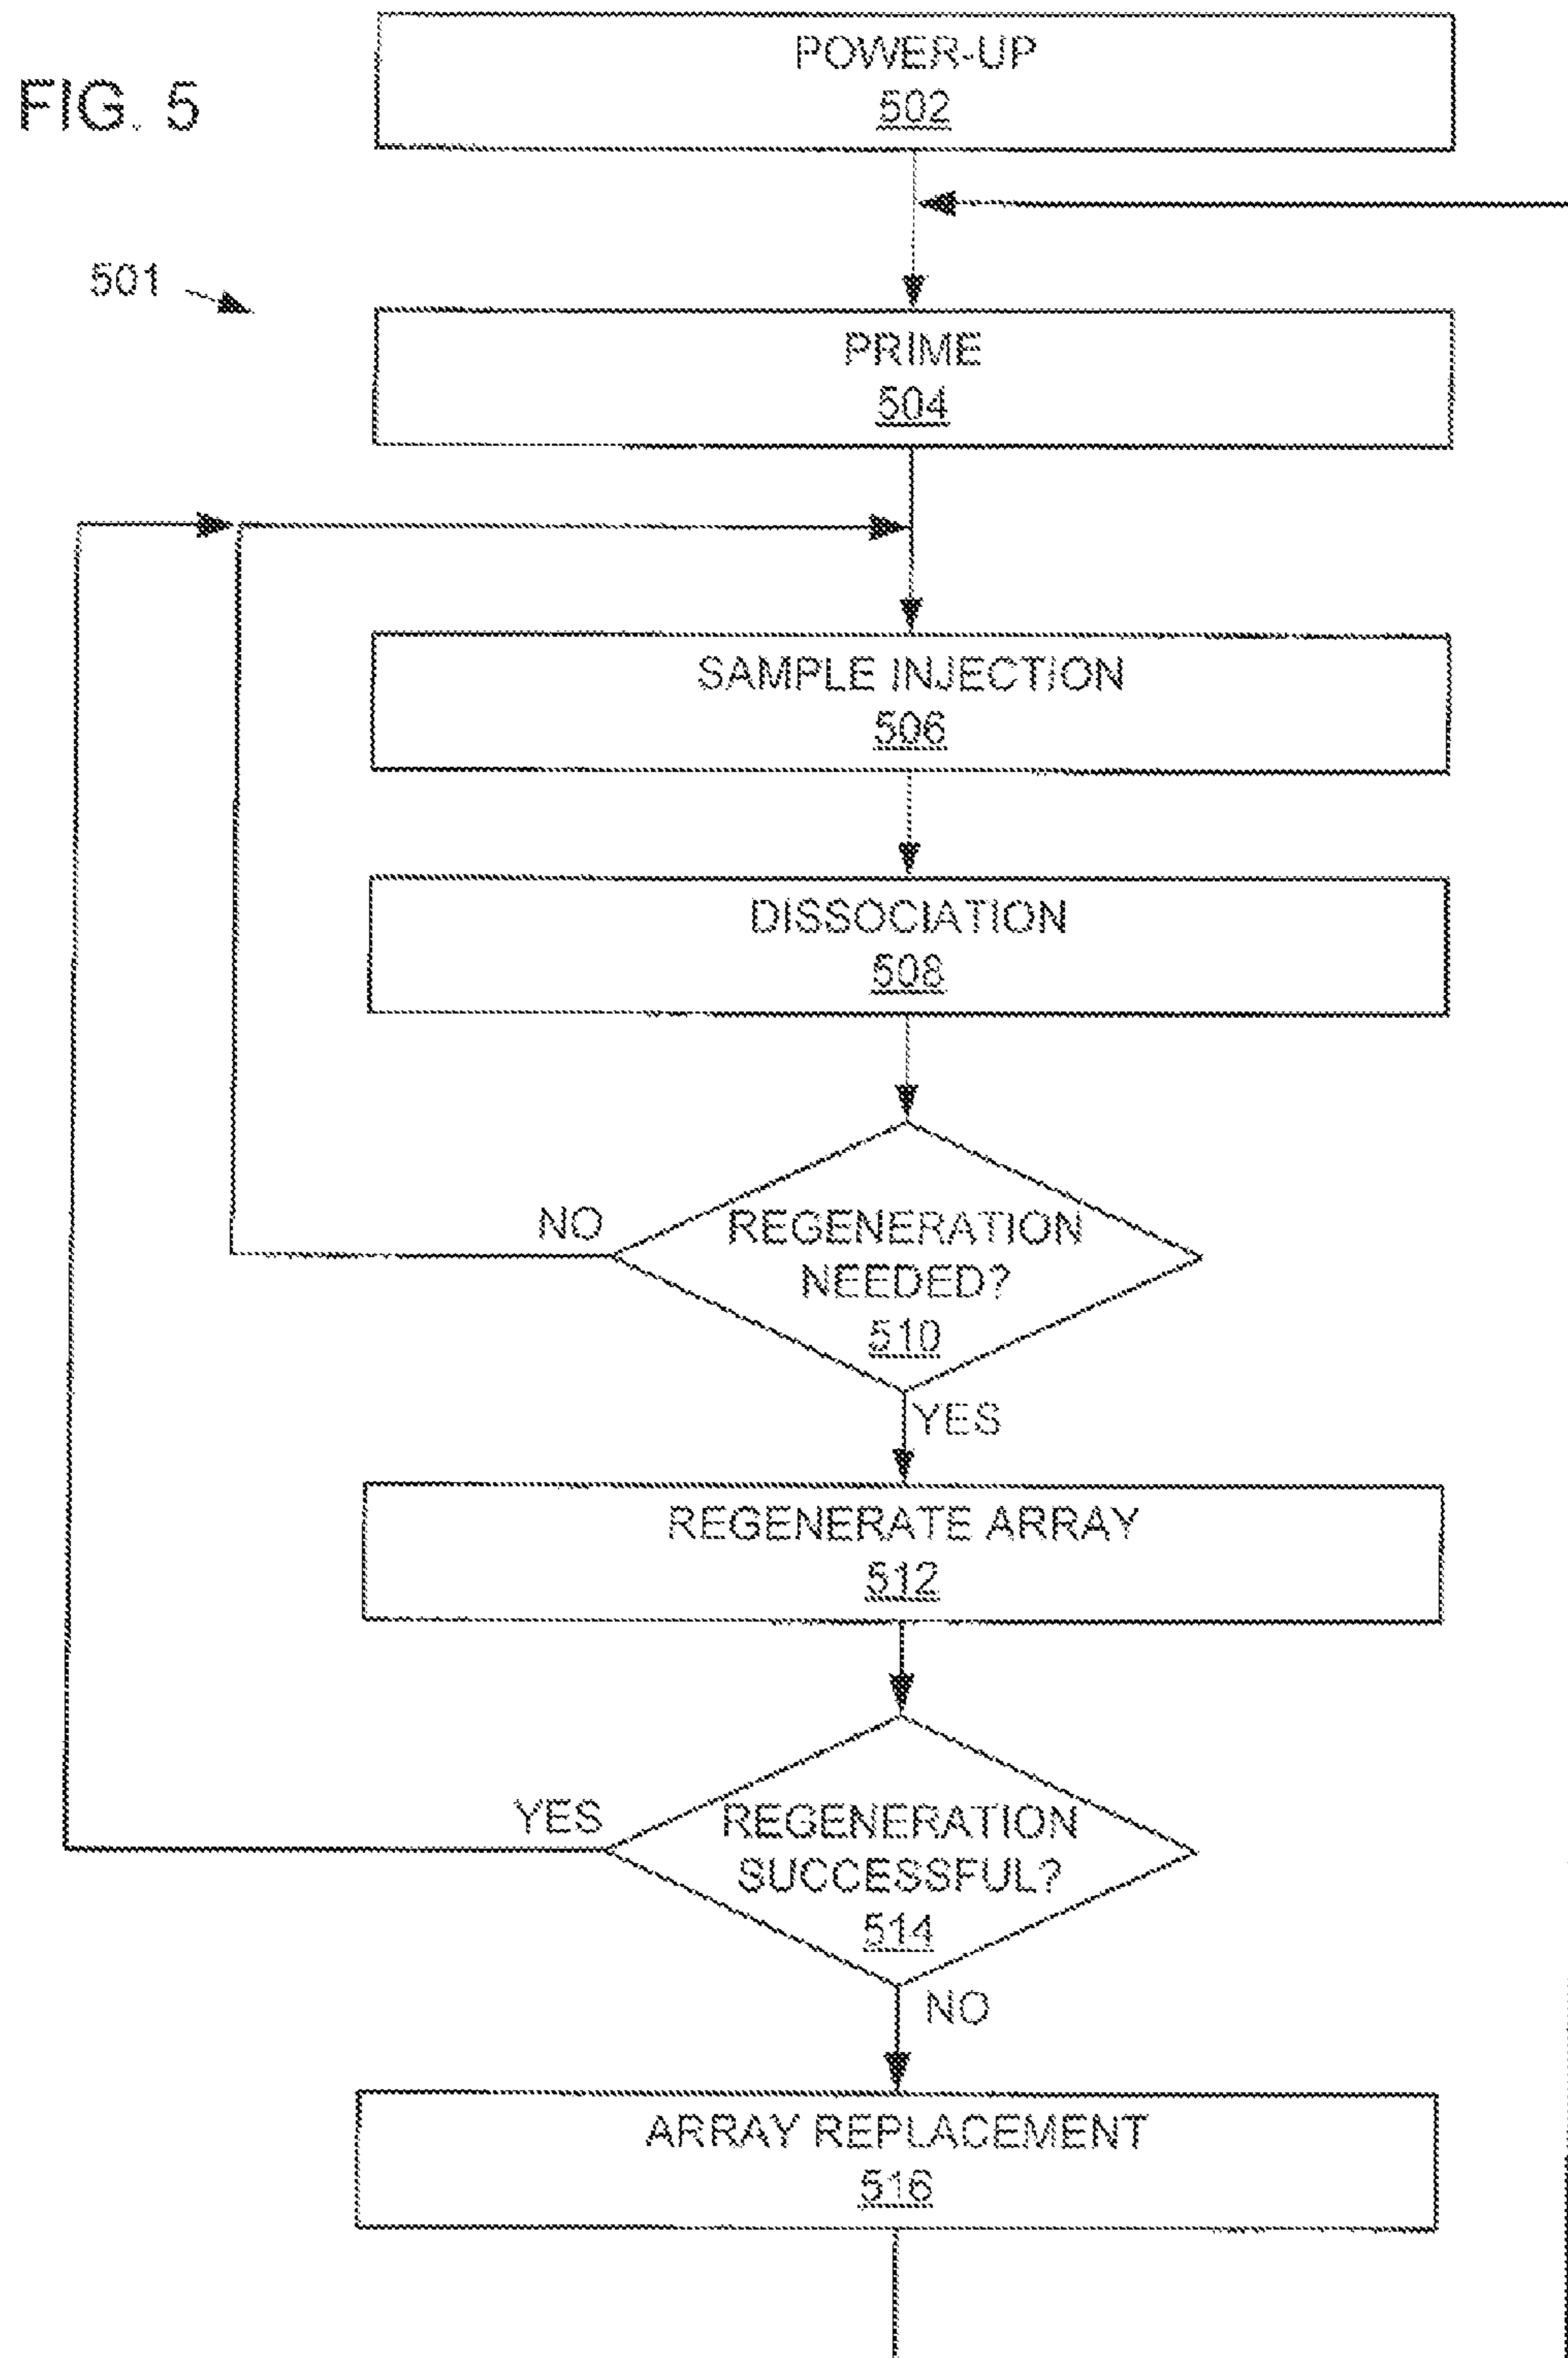 FIG. 5
POWER-UP
502
501
PRIME
504
SAMPLE INJECTION
506
DISSOCIATION
508
NO
REGENERATION
NEEDED?
510
YES
REGENERATE ARRAY
512
YES
REGENERATION
SUCCESSFUL?
514
NO
ARRAY REPLACEMENT
516